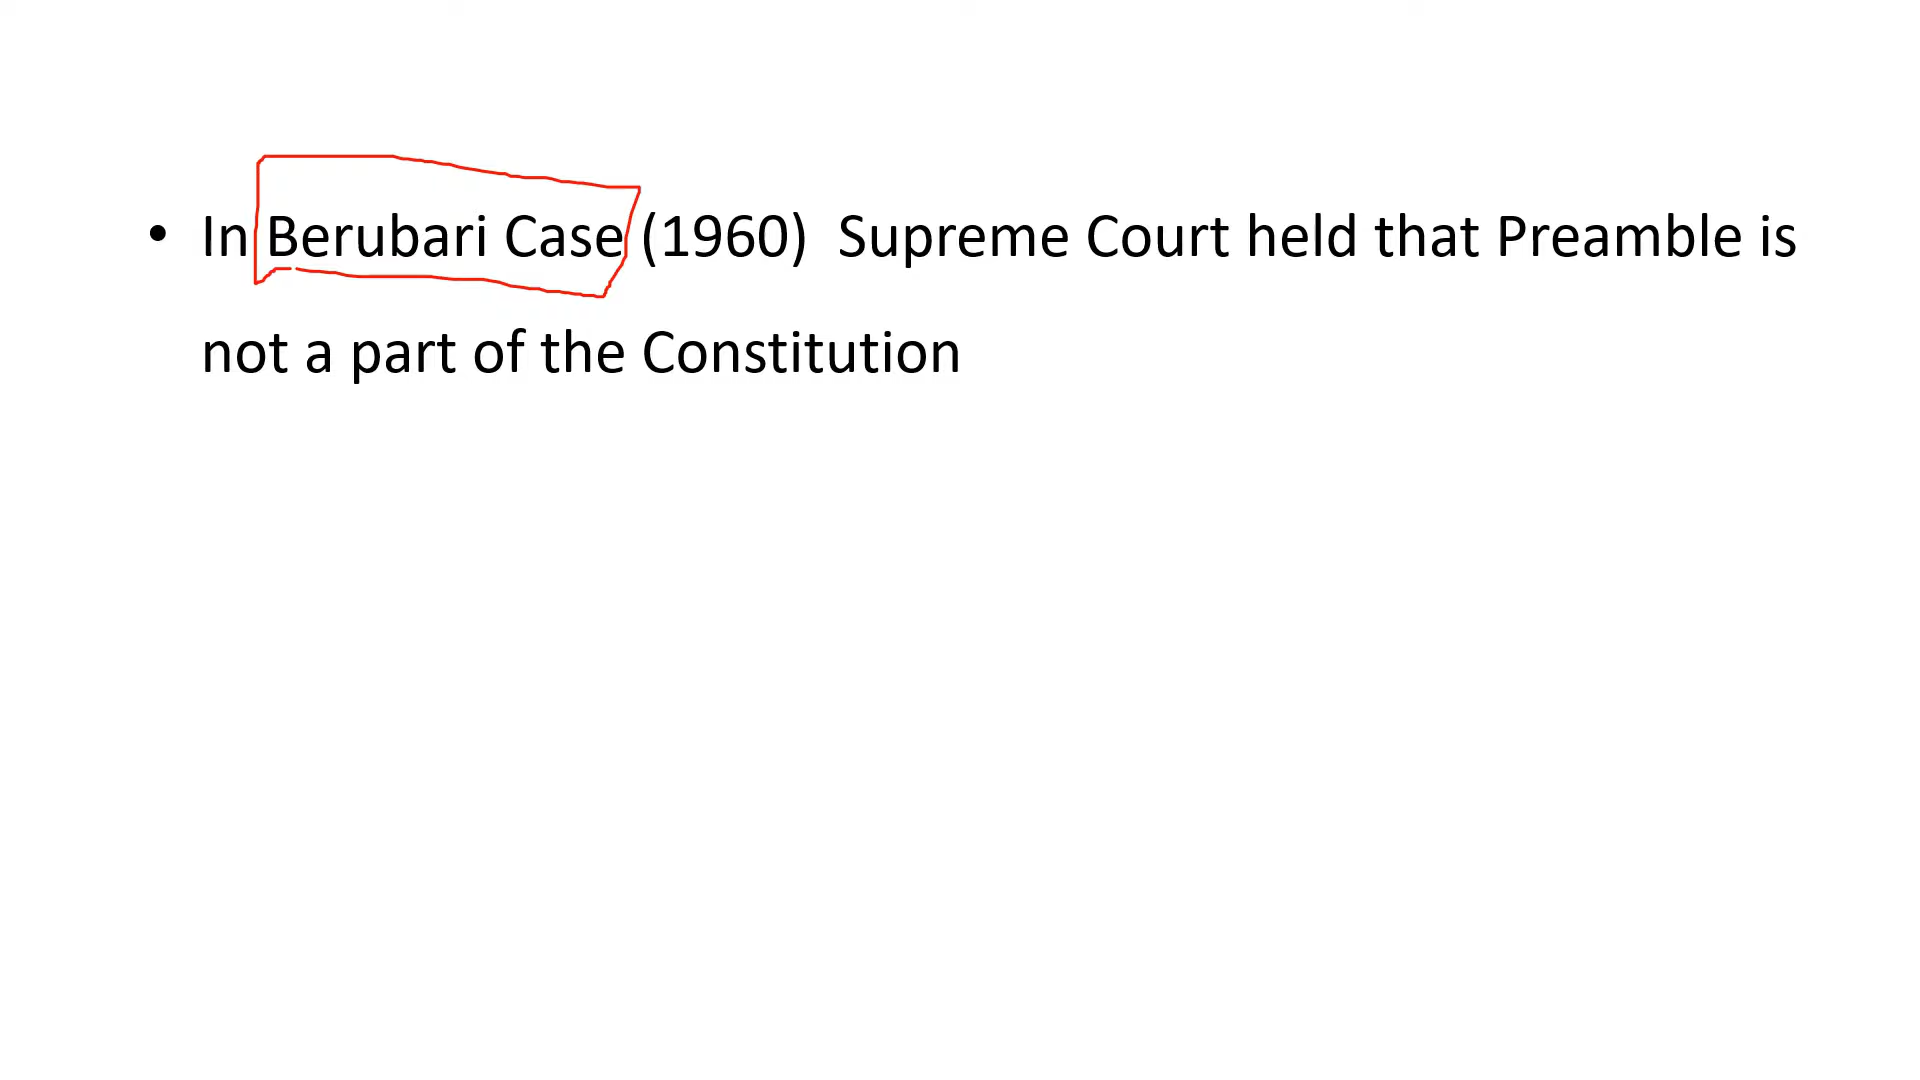 • In Berubari Case (1960)  Supreme Court held that Preamble is
not a part of the Constitution